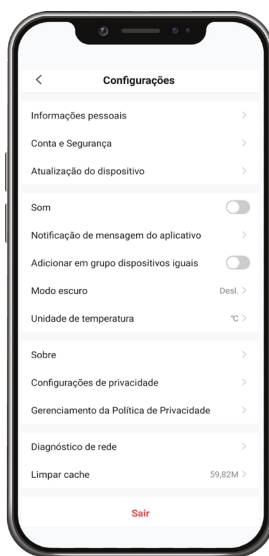 Configurações
Informações pessoais
Conta e Segurança
Atualização do dispositivo
Som
Notificação de mensagem do aplicativo
Adicionar em grupo dispositivos iguais
Modo escuro Desl.
Unidade de temperatura °C
Sobre
Configurações de privacidade
Gerenciamento da Política de Privacidade
Diagnóstico de rede
Limpar cache 59,82M
Sair